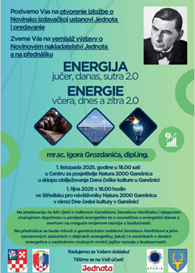 Pozivamo Vas na otvorenje izložbe o
Novinsko izdavačkoj ustanovi Jednota
i predavanje
Zveme Vás na vernisáž výstavy o
Novinovém nakladatelství Jednota
a na přednášku
ENERGIJA
jučer, danas, sutra 2.0
ENERGIE
včera, dnes a zítra 2.0
mr.sc. Igora Grozdanića, dipl.ing.
1. listopada 2025. godine u 18.00 sati
u Centru za posjetitelje Natura 2000 Garešnica
u sklopu obilježavanja Dana češke kulture u Garešnici
1. října 2025 v 18.00 hodin
ve Středisku pro návštěvníky Natura 2000 Garešnica
v rámci Dne české kultury v Garešnici
Radujemo se Vašem dolasku!
Těšíme se na Vaši účast!
Jednota